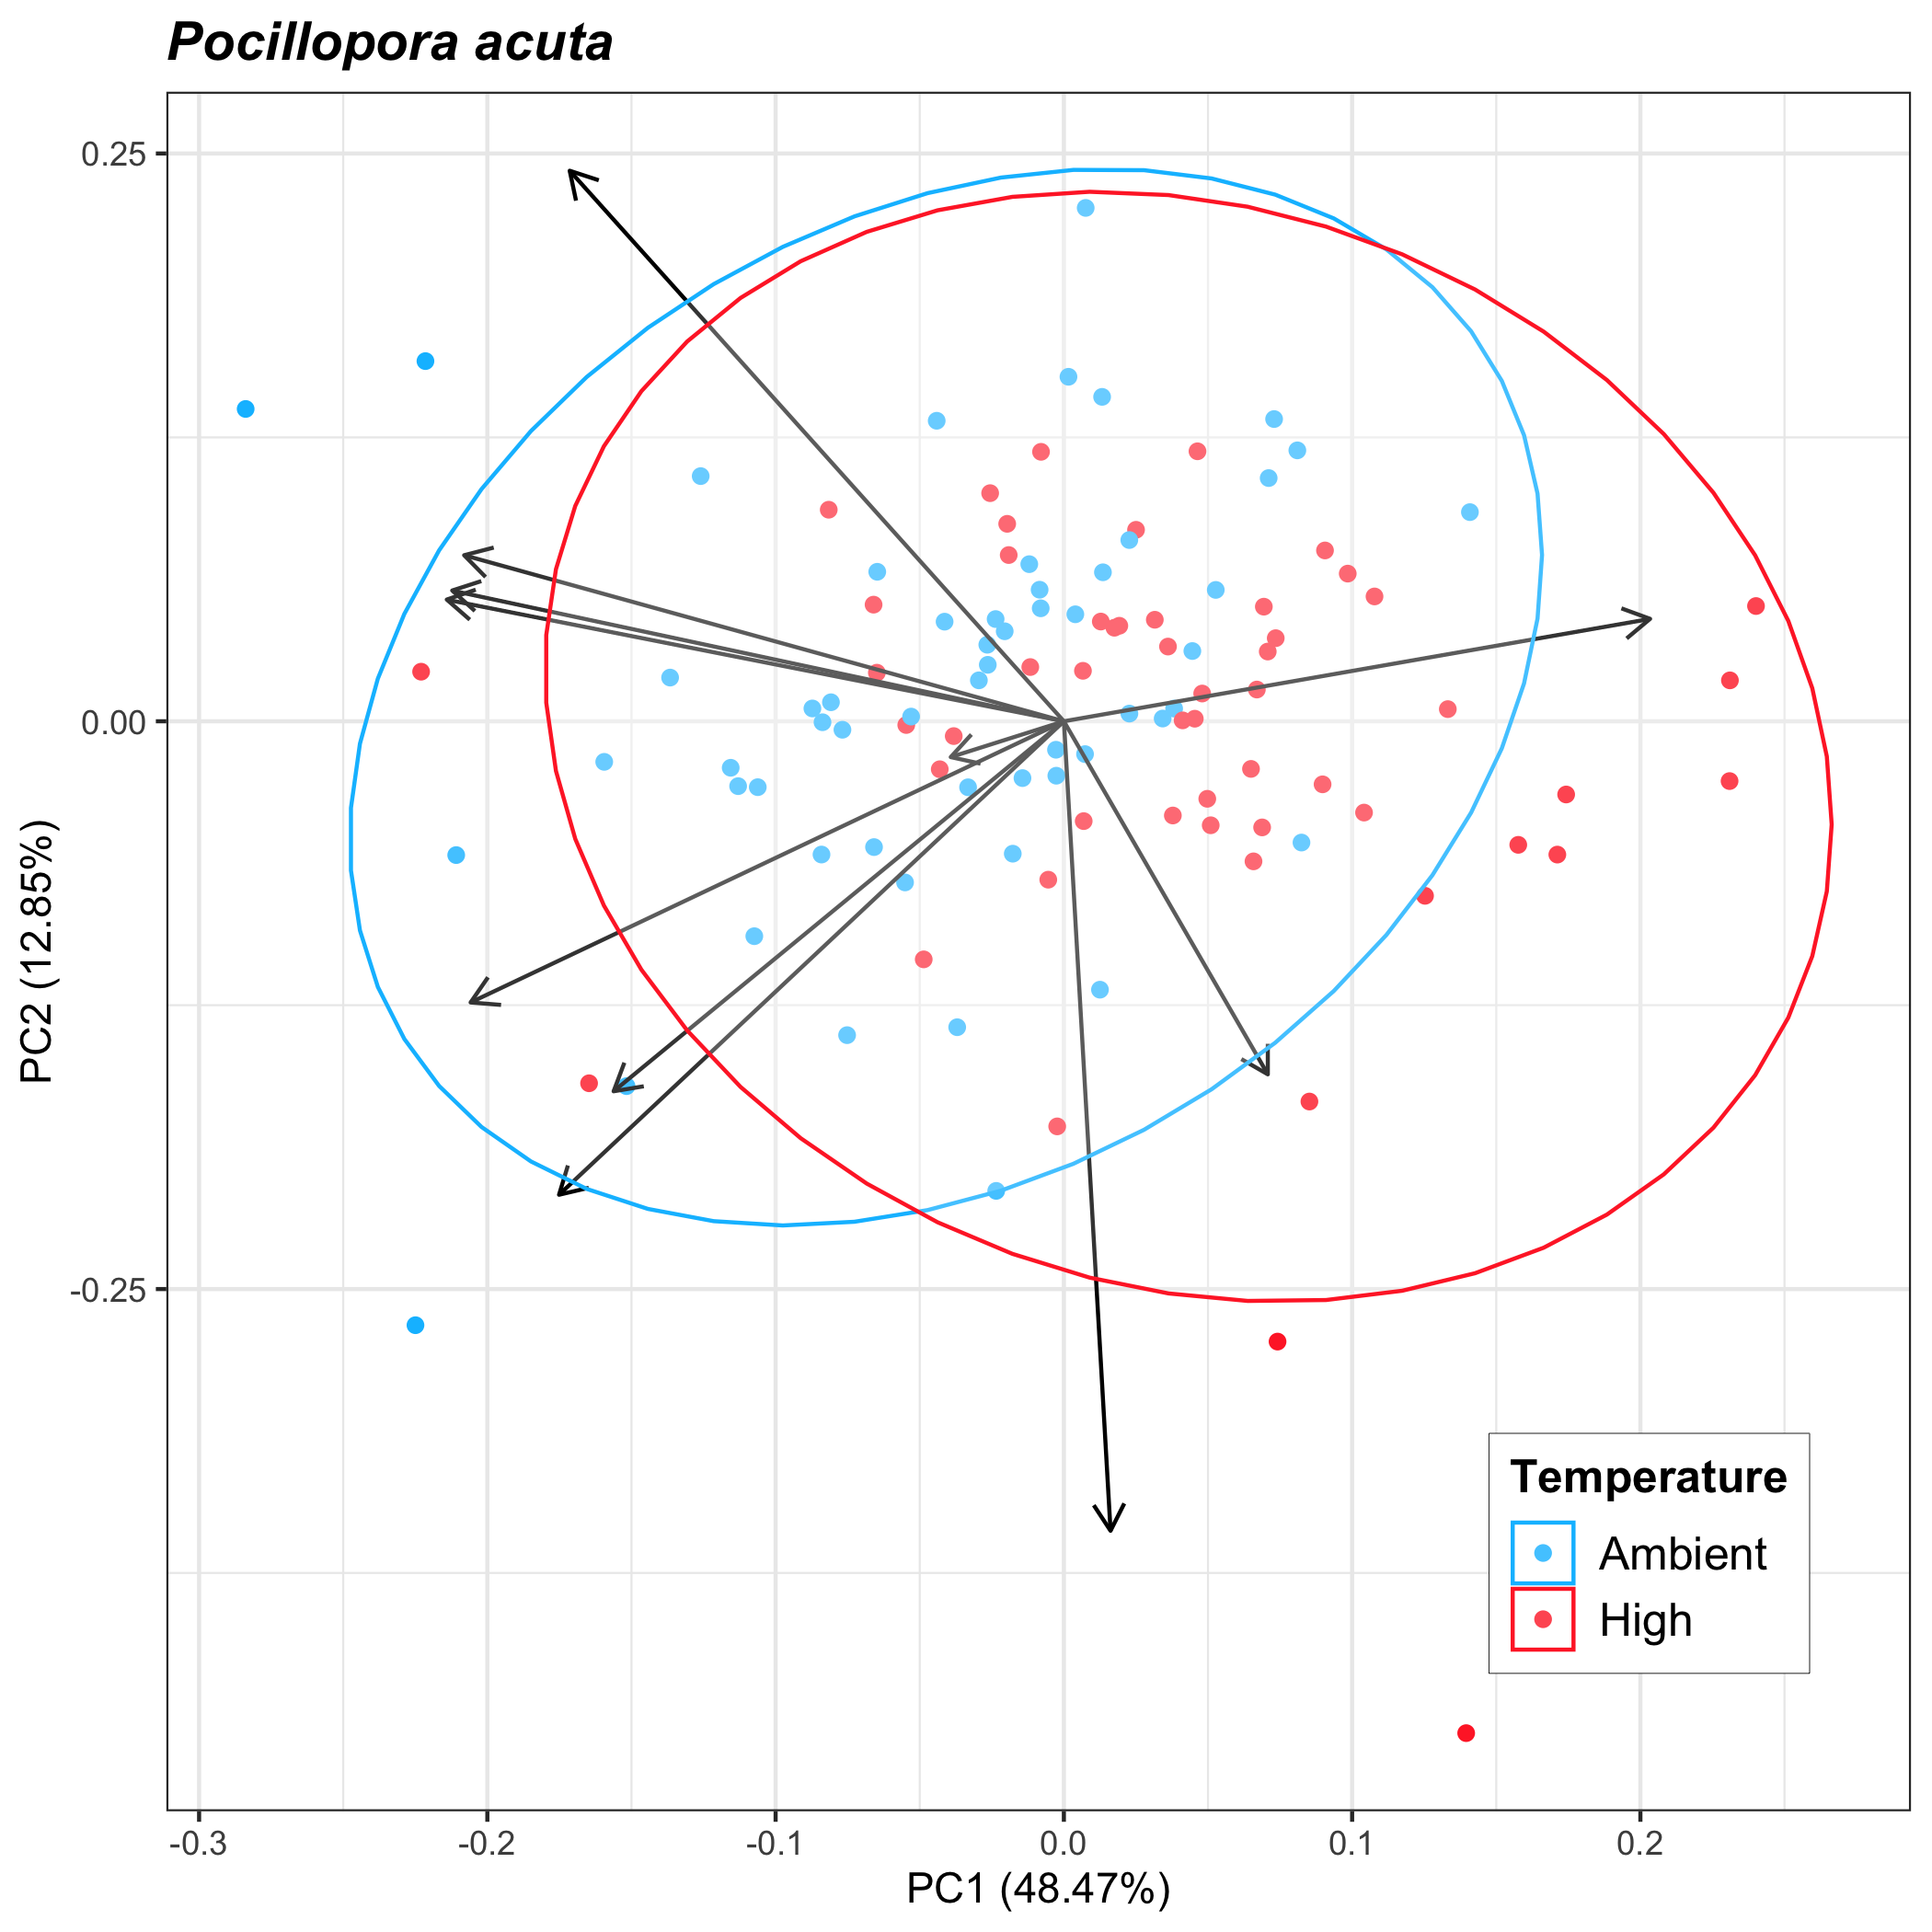 Pocillopora acuta
0.25
0.00
-0.25
PC2 (12.85%)
-0.3
-0.2
-0.1
0.0
0.1
0.2
PC1 (48.47%)
Temperature
Ambient
High